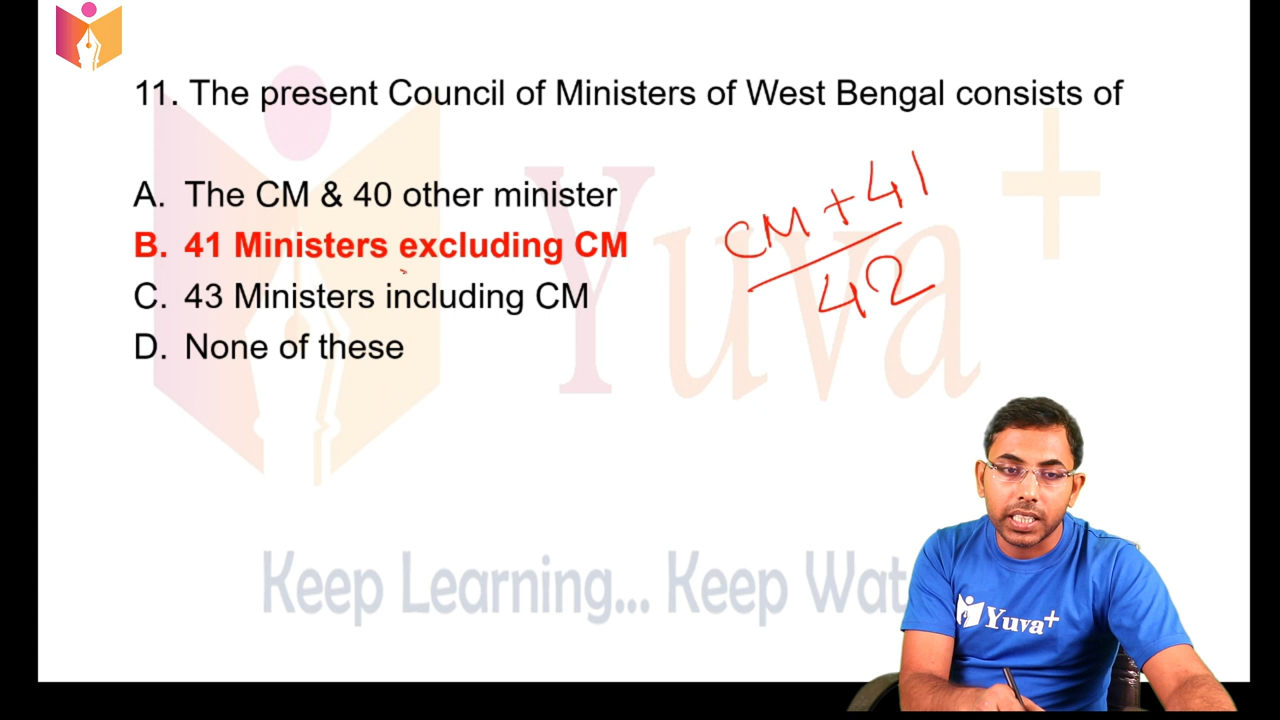 11. The present Council of Ministers of West Bengal consists of
A. The CM & 40 other minister
B. 41 Ministers excluding CM
C. 43 Ministers including CM
D. None of these
CM + 41
42
Yuva+
Keep Learning... Keep Wat
Yuva+